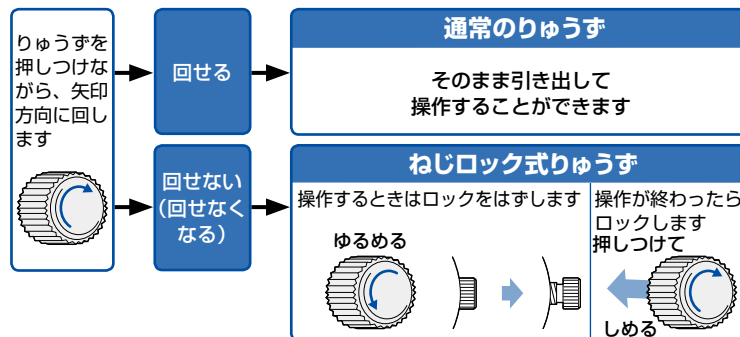 りゅうずを
押しつけな
がら、矢印
方向に回し
ます
回せる
通常のりゅうず
そのまま引き出して
操作することができます
回せない
(回せなく
なる)
ねじロック式りゅうず
操作するときはロックをはずします
ゆるめる
操作が終わったら
ロックします
押しつけて
しめる